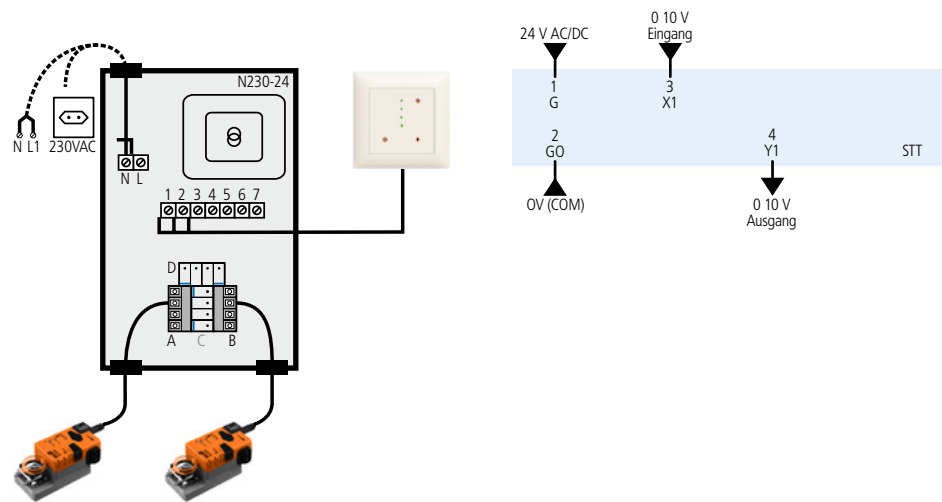 N230-24
N L1 230VAC
N L
1 2 3 4 5 6 7
D
A C B
24 V AC/DC
0 10 V
Eingang
1
G
3
X1
2
GO
4
Y1
STT
0V (COM)
0 10 V
Ausgang